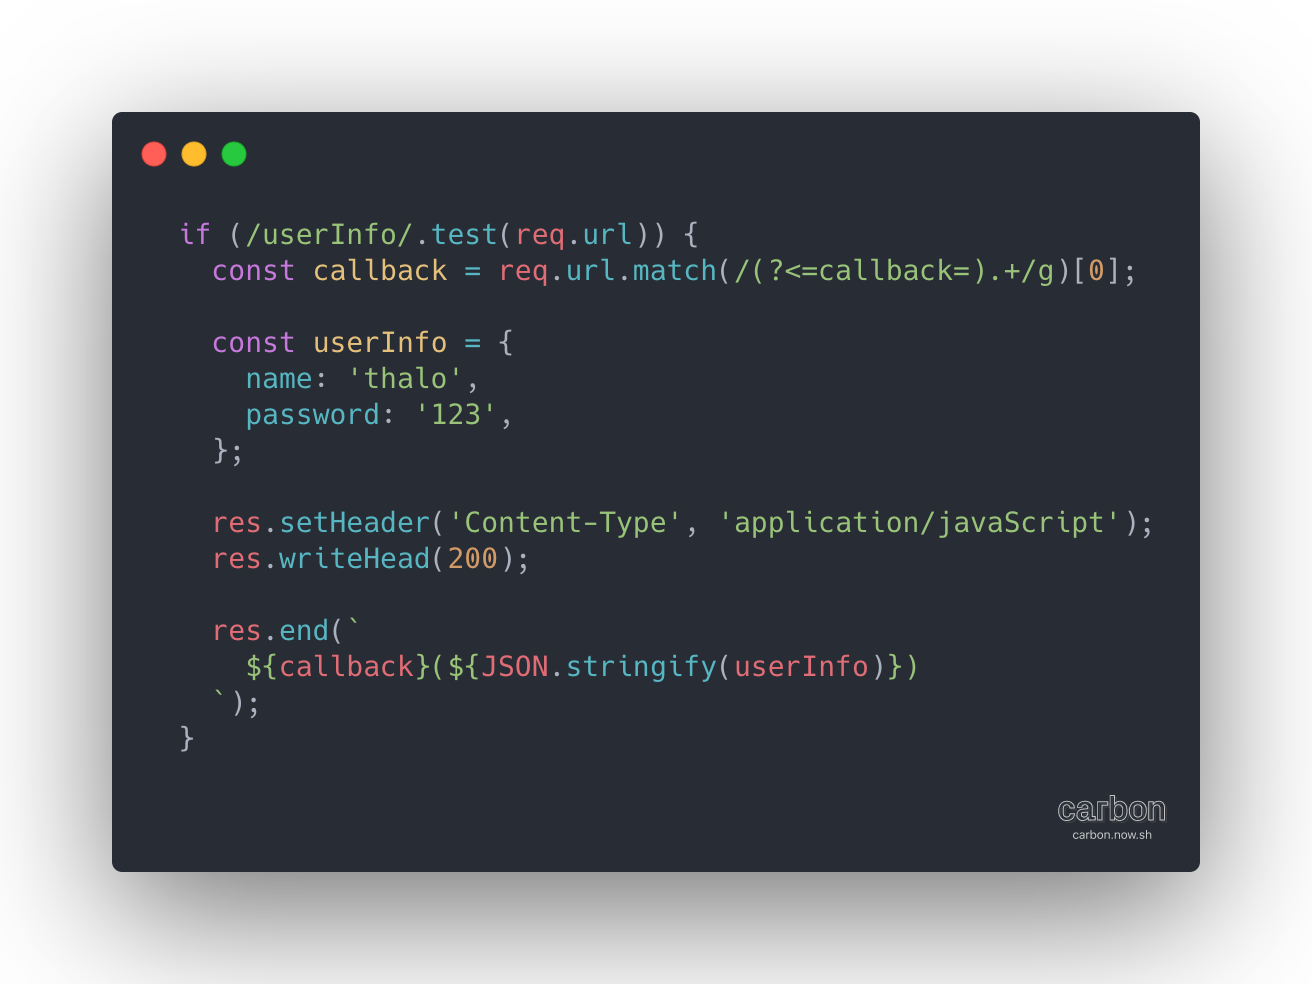 if (/userInfo/.test(req.url)) {
  const callback = req.url.match(/(?<=callback=).+/g)[0];

  const userInfo = {
    name: 'thalo',
    password: '123',
  };

  res.setHeader('Content-Type', 'application/javaScript');
  res.writeHead(200);

  res.end(`
    ${callback}(${JSON.stringify(userInfo)})
  `);
}
carbon
carbon.now.sh